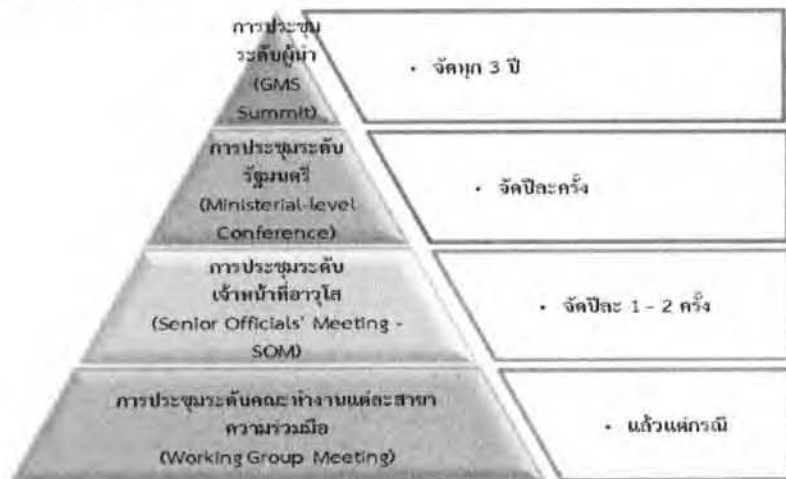 การประชุม
ระดับผู้นำ
(GMS
Summit)
• จัดทุก 3 ปี
การประชุมระดับ
รัฐมนตรี
(Ministerial-level
Conference)
• จัดปีละครั้ง
การประชุมระดับ
เจ้าหน้าที่อาวุโส
(Senior Officials' Meeting -
SOM)
• จัดปีละ 1 - 2 ครั้ง
การประชุมระดับคณะทำงานแต่ละสาขา
ความร่วมมือ
(Working Group Meeting)
• แล้วแต่กรณี